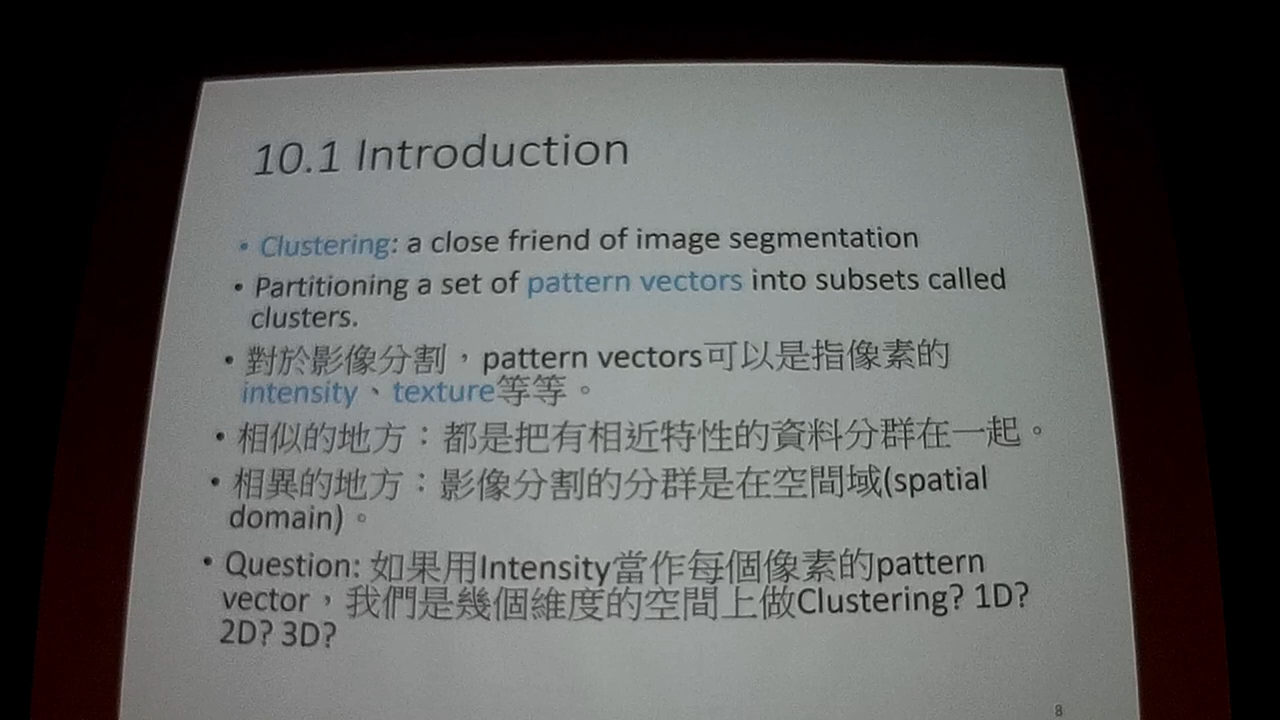 10.1 Introduction
• Clustering: a close friend of image segmentation
• Partitioning a set of pattern vectors into subsets called
clusters.
• 對於影像分割，pattern vectors可以是指像素的
intensity、texture等等。
• 相似的地方：都是把有相近特性的資料分群在一起。
• 相異的地方：影像分割的分群是在空間域(spatial
domain)。
• Question: 如果用Intensity當作每個像素的pattern
vector，我們是幾個維度的空間上做Clustering? 1D?
2D? 3D?
8